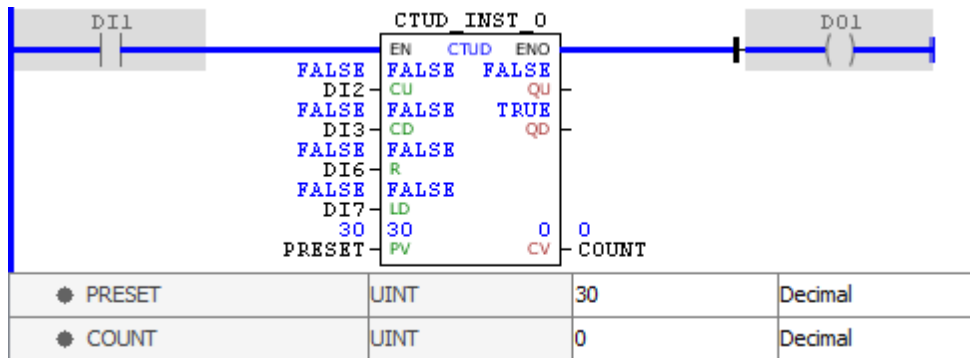 DI1 CTUD_INST_0 DO1
EN CTUD ENO
FALSE FALSE FALSE
DI2 CU QU
FALSE FALSE TRUE
DI3 CD QD
FALSE FALSE
DI6 R
FALSE FALSE
DI7 LD
30 30 0 0
PRESET PV CV COUNT
PRESET UINT 30 Decimal
COUNT UINT 0 Decimal